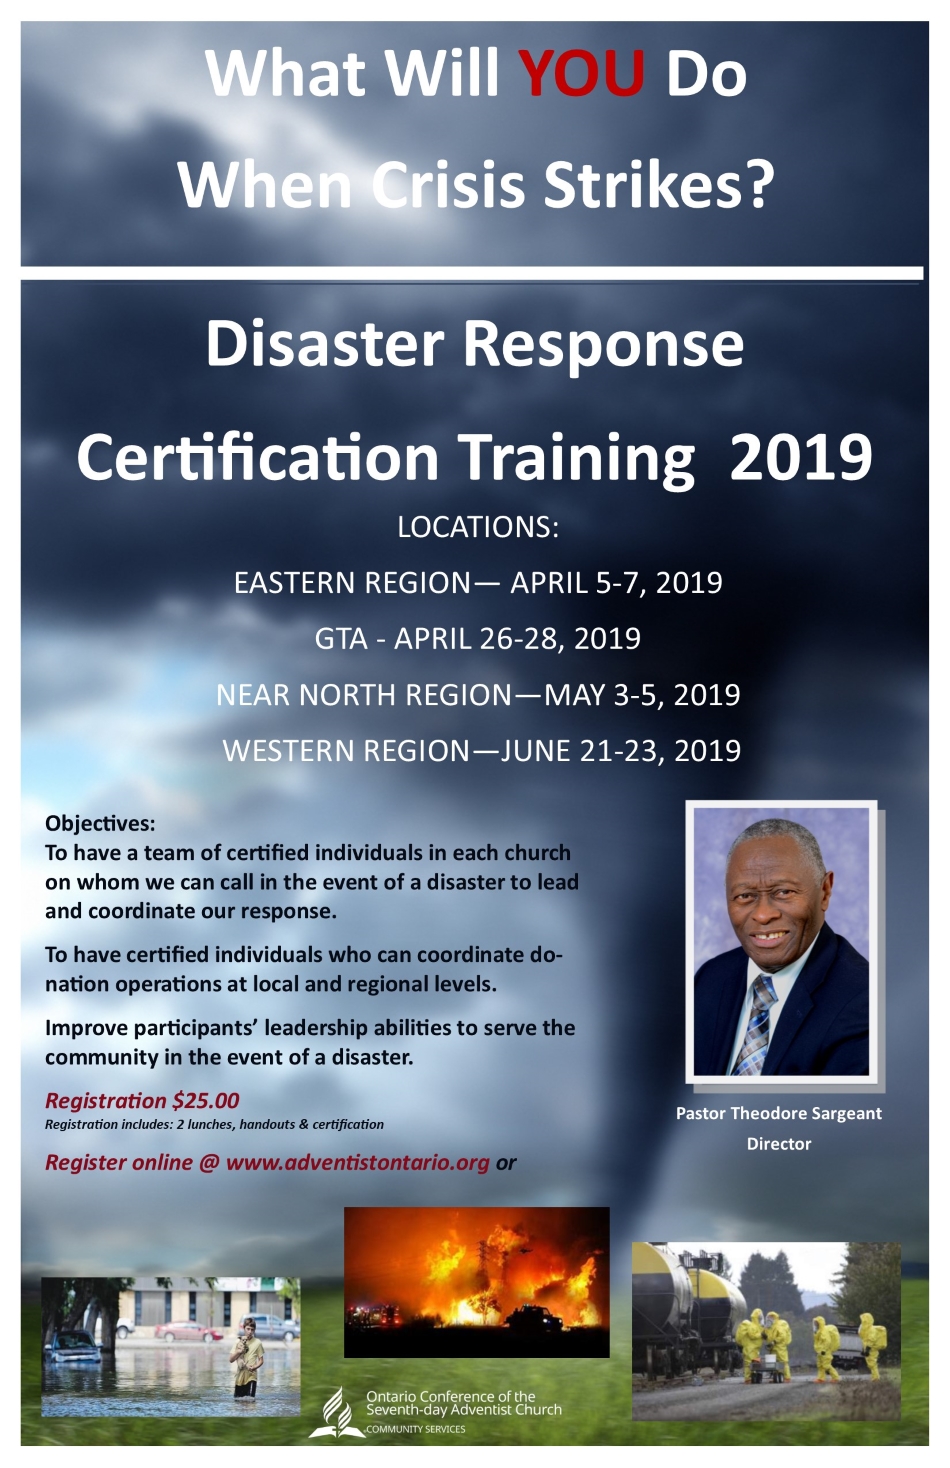 What Will YOU Do
When Crisis Strikes?
Disaster Response
Certification Training 2019
LOCATIONS:
EASTERN REGION— APRIL 5-7, 2019
GTA - APRIL 26-28, 2019
NEAR NORTH REGION—MAY 3-5, 2019
WESTERN REGION—JUNE 21-23, 2019
Objectives:
To have a team of certified individuals in each church
on whom we can call in the event of a disaster to lead
and coordinate our response.
To have certified individuals who can coordinate do-
nation operations at local and regional levels.
Improve participants’ leadership abilities to serve the
community in the event of a disaster.
Registration $25.00
Registration includes: 2 lunches, handouts & certification
Register online @ www.adventistontario.org or
Pastor Theodore Sargeant
Director
Ontario Conference of the
Seventh-day Adventist Church
COMMUNITY SERVICES